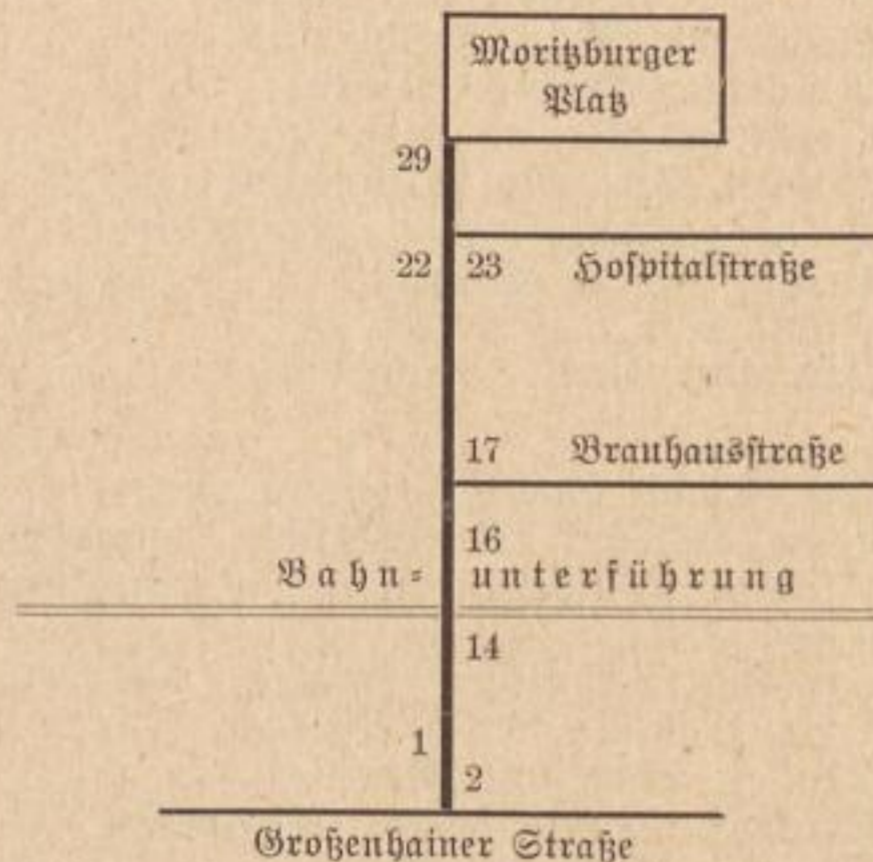 Moritzburger
Platz
29
22 23 Hospitalstraße
17 Brauhausstraße
16
Bahn= unterführung
14
1
2
Großenhainer Straße